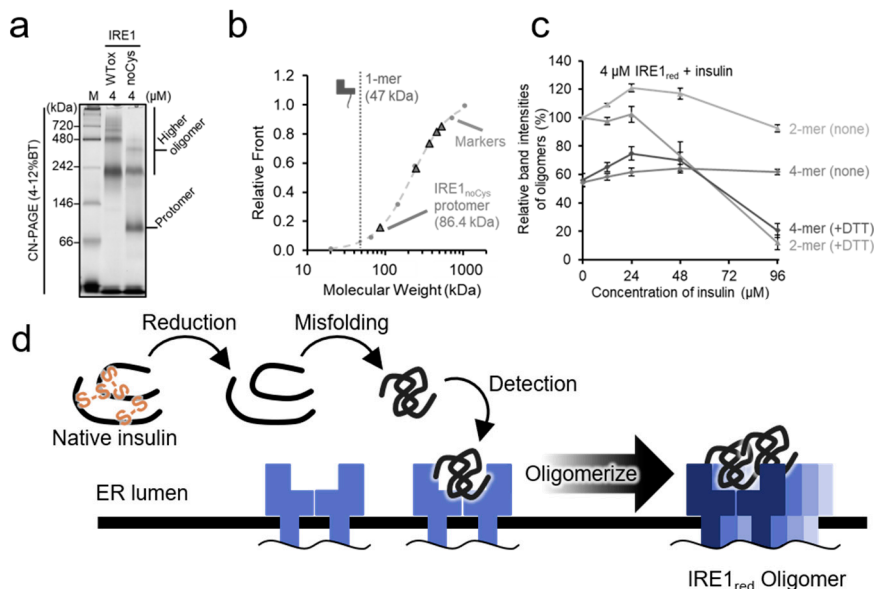 a
IRE1
WTox
noCys
M
4
4
(μM)
(kDa)
720
480
242
146
66
CN-PAGE (4-12%BT)
Higher
oligomer
Protomer
b
1-mer
(47 kDa)
Markers
IRE1noCys
protomer
(86.4 kDa)
Relative Front
1.2
1.0
0.8
0.6
0.4
0.2
0.0
10
100
1000
Molecular Weight (kDa)
c
4 μM IRE1red + insulin
Relative band intensities
of oligomers (%)
140
120
100
80
60
40
20
0
2-mer (none)
4-mer (none)
4-mer (+DTT)
2-mer (+DTT)
0
24
48
72
96
Concentration of insulin (μM)
d
Reduction
Misfolding
Detection
S-S
S-S
S-S
Native insulin
ER lumen
Oligomerize
IRE1red Oligomer